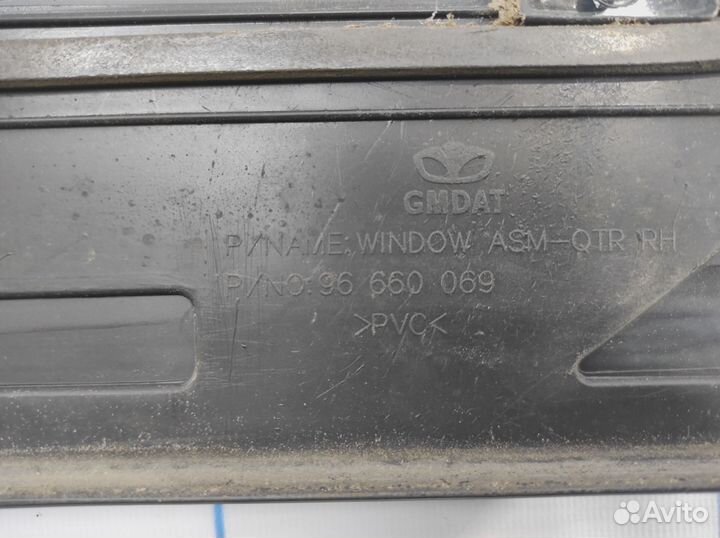 GMDAT
P/NAME:WINDOW ASM-QTR RH
P/NO:96 660 069
>PVC<
Avito